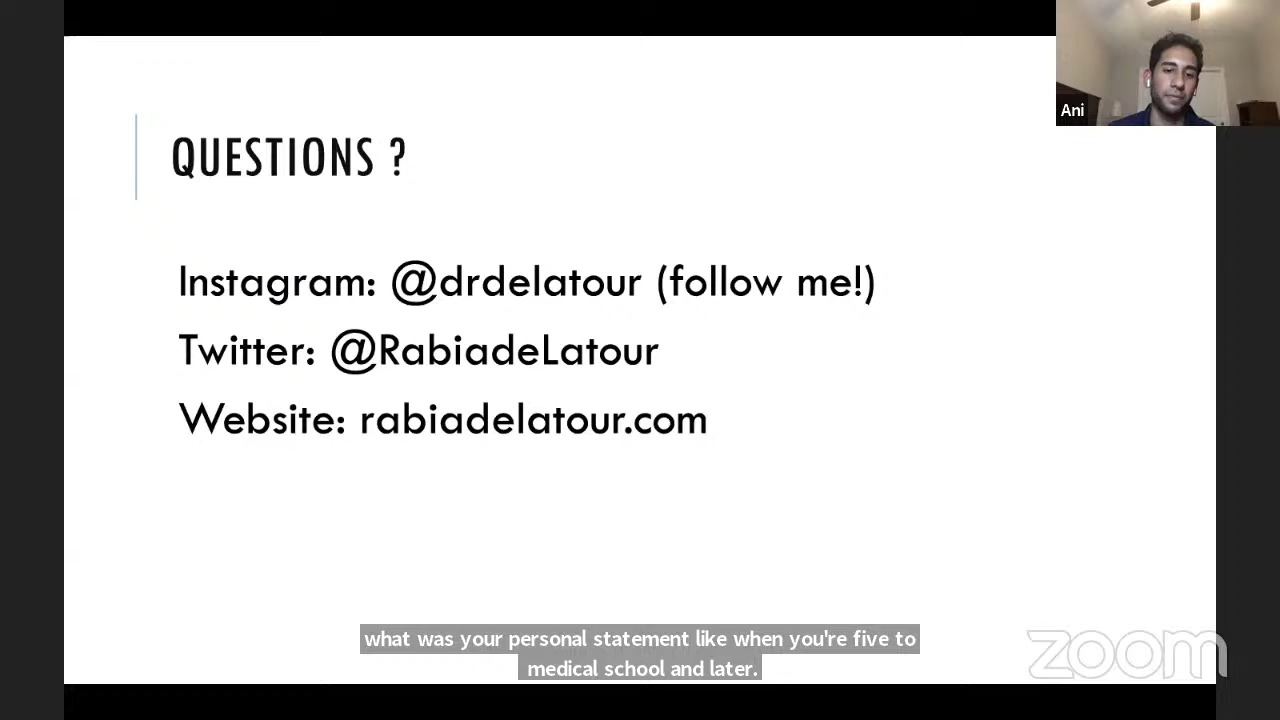 Ani
QUESTIONS ?
Instagram: @drdelatour (follow me!)
Twitter: @RabiadeLatour
Website: rabiadelatour.com
what was your personal statement like when you're five to
medical school and later.
zoom